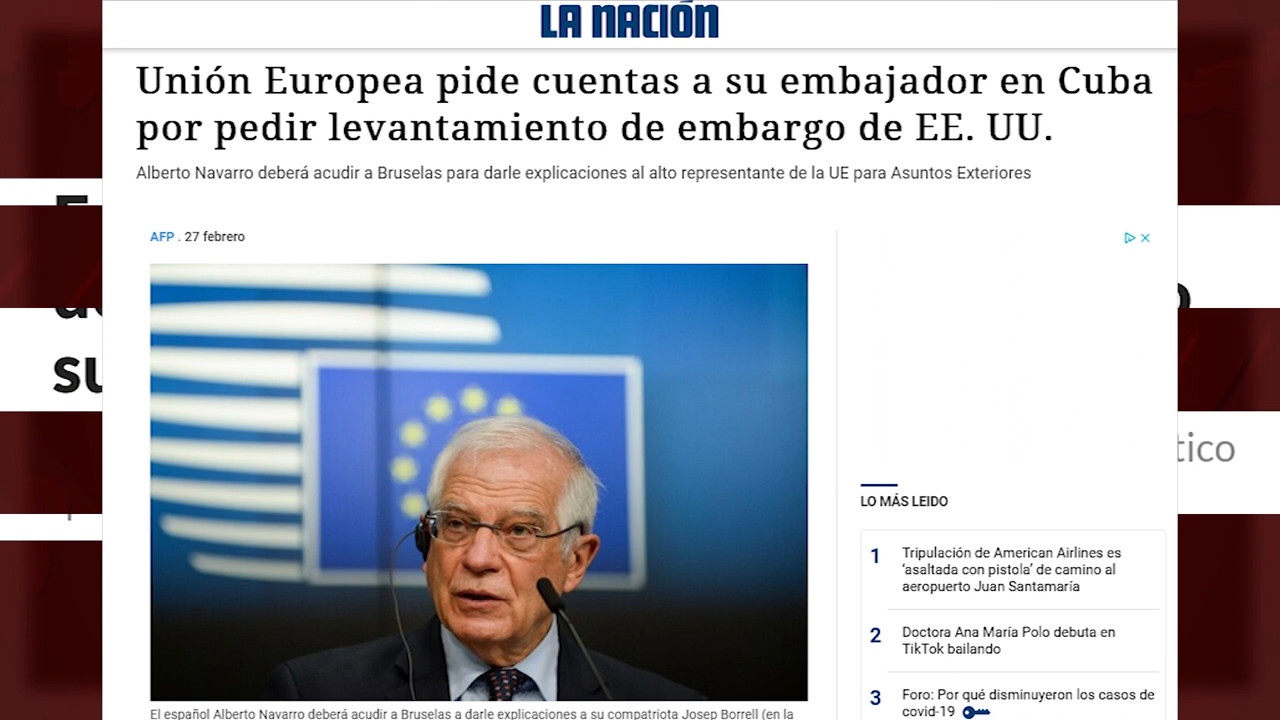 LA NACIÓN
Unión Europea pide cuentas a su embajador en Cuba
por pedir levantamiento de embargo de EE. UU.
Alberto Navarro deberá acudir a Bruselas para darle explicaciones al alto representante de la UE para Asuntos Exteriores
AFP . 27 febrero
LO MÁS LEIDO
1 Tripulación de American Airlines es
‘asaltada con pistola’ de camino al
aeropuerto Juan Santamaría
2 Doctora Ana María Polo debuta en
TikTok bailando
3 Foro: Por qué disminuyeron los casos de
covid-19
El español Alberto Navarro deberá acudir a Bruselas a darle explicaciones a su compatriota Josep Borrell (en la
su
tico